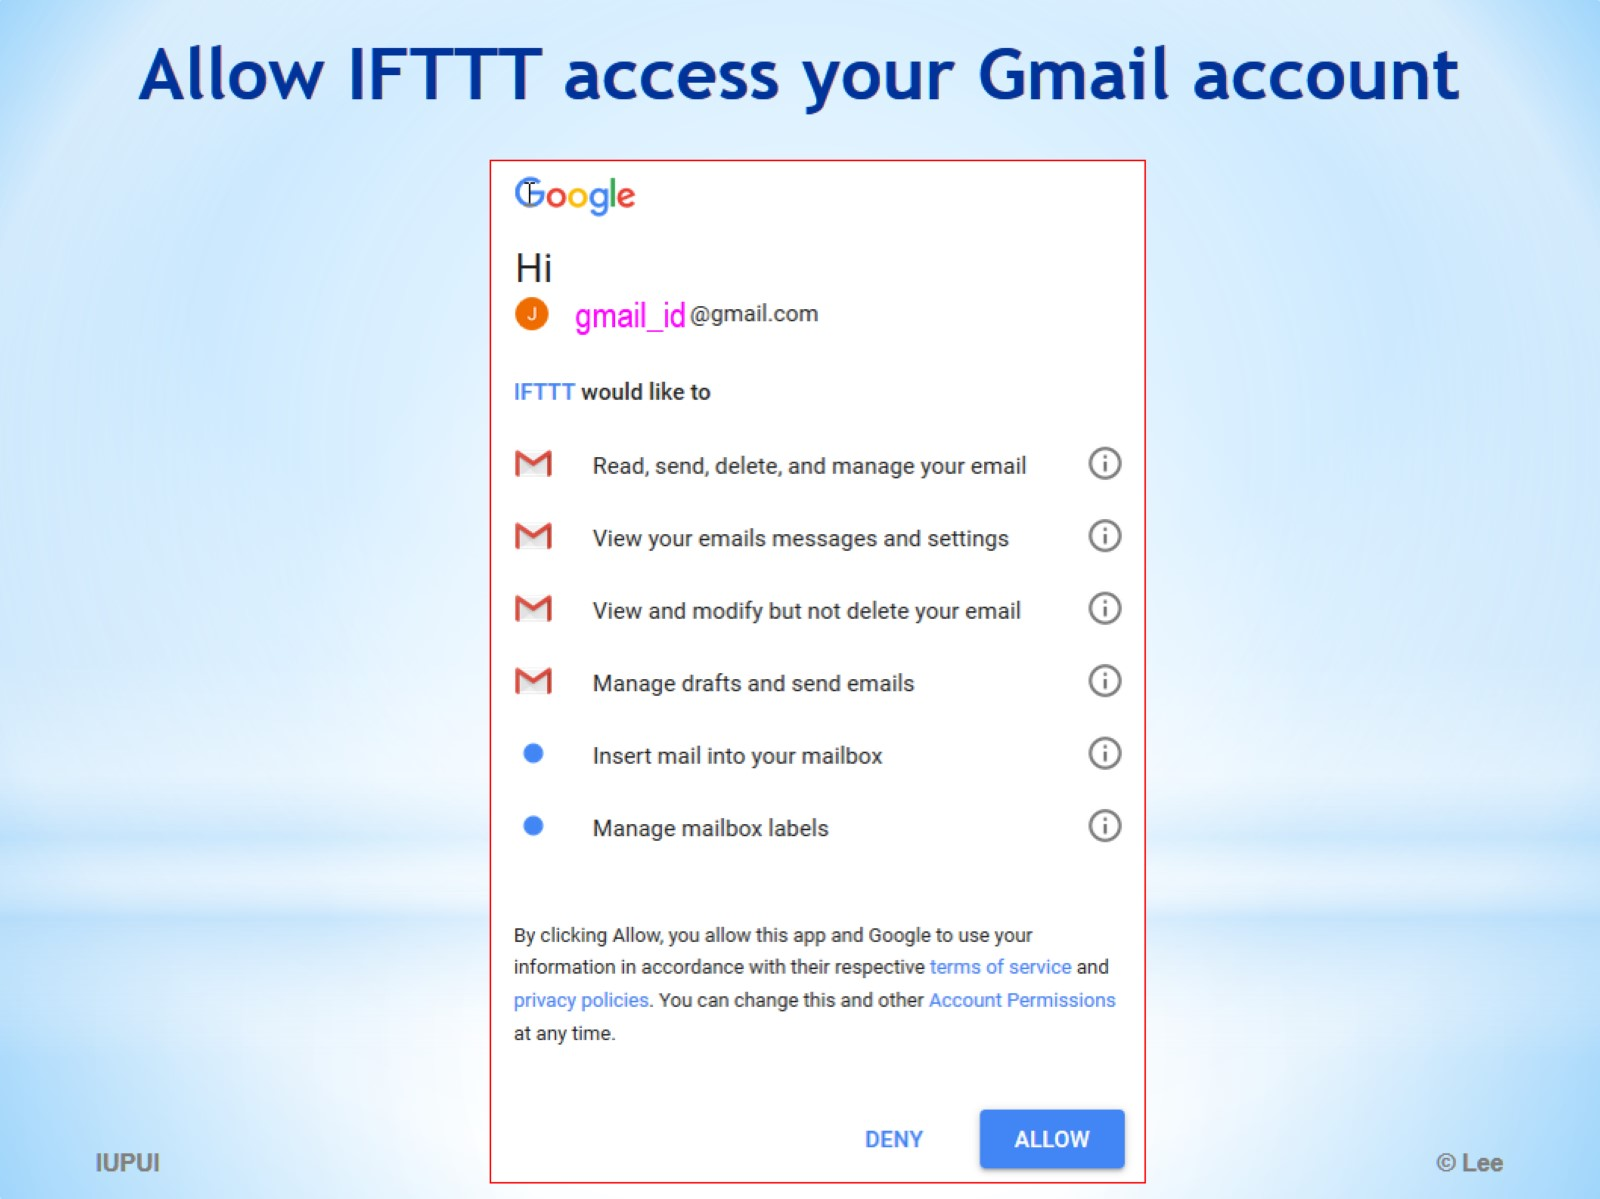 Allow IFTTT access your Gmail account
Google
Hi
J
gmail_id @gmail.com
IFTTT would like to
Read, send, delete, and manage your email
View your emails messages and settings
View and modify but not delete your email
Manage drafts and send emails
Insert mail into your mailbox
Manage mailbox labels
By clicking Allow, you allow this app and Google to use your
information in accordance with their respective terms of service and
privacy policies. You can change this and other Account Permissions
at any time.
DENY
ALLOW
IUPUI
© Lee